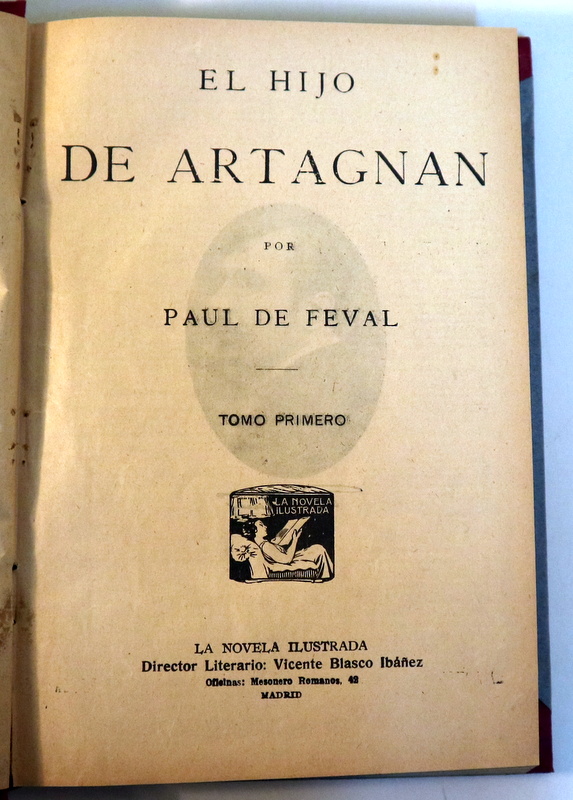 EL HIJO
DE ARTAGNAN
POR
PAUL DE FEVAL
TOMO PRIMERO
LA NOVELA
ILUSTRADA
LA NOVELA ILUSTRADA
Director Literario: Vicente Blasco Ibáñez
Oficinas: Mesonero Romanos, 42
MADRID